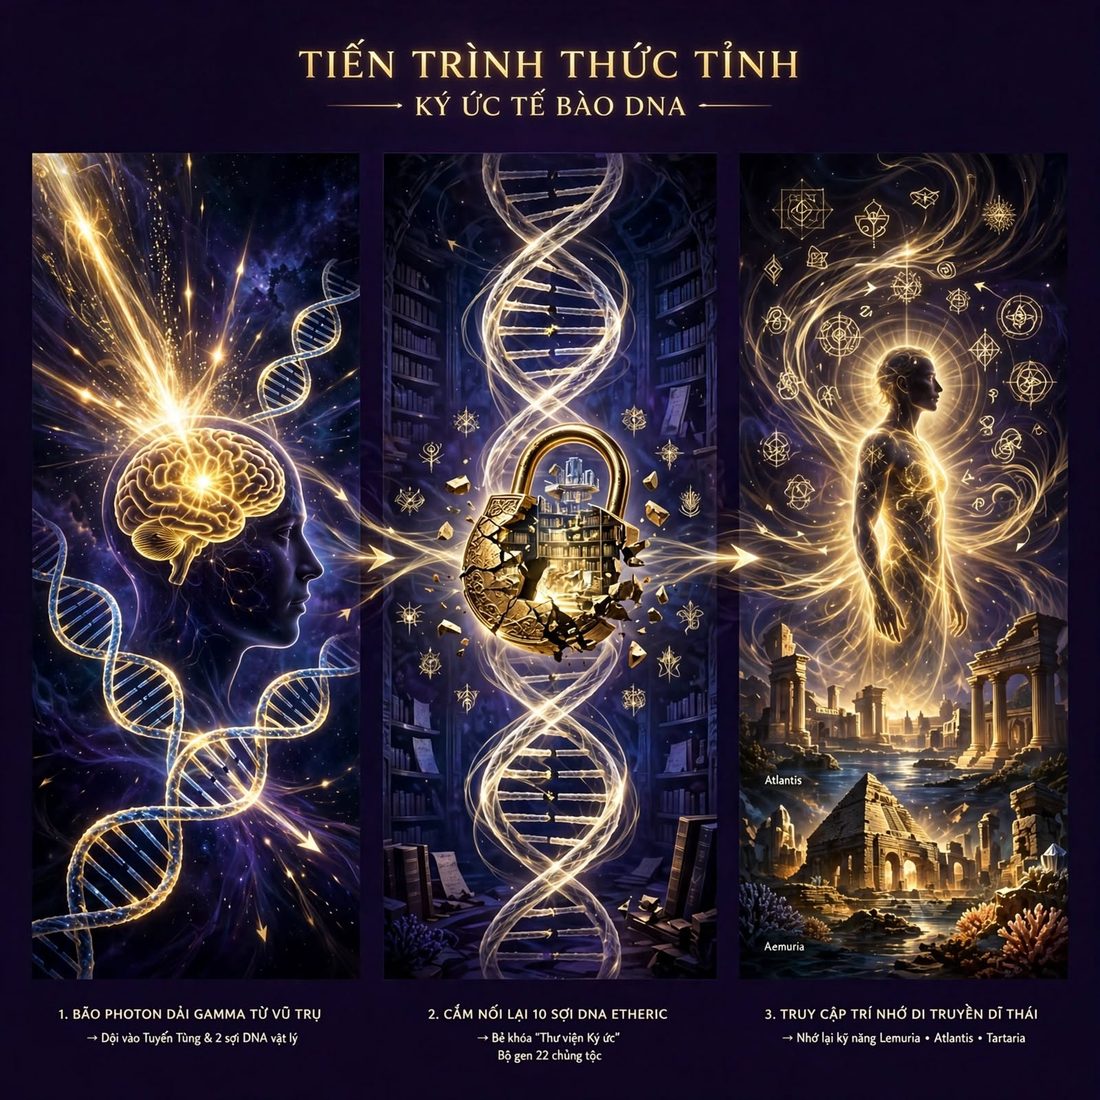 TIẾN TRÌNH THỨC TỈNH
KÝ ỨC TẾ BÀO DNA
Atlantis
Aemuria
1. BÃO PHOTON DẢI GAMMA TỪ VŨ TRỤ
→ Dội vào Tuyến Tùng & 2 sợi DNA vật lý
2. CẮM NỐI LẠI 10 SỢI DNA ETHERIC
→ Bẻ khóa "Thư viện Ký ức"
Bộ gen 22 chủng tộc
3. TRUY CẬP TRÍ NHỚ DI TRUYỀN DĨ THÁI
→ Nhớ lại kỹ năng Lemuria • Atlantis • Tartaria